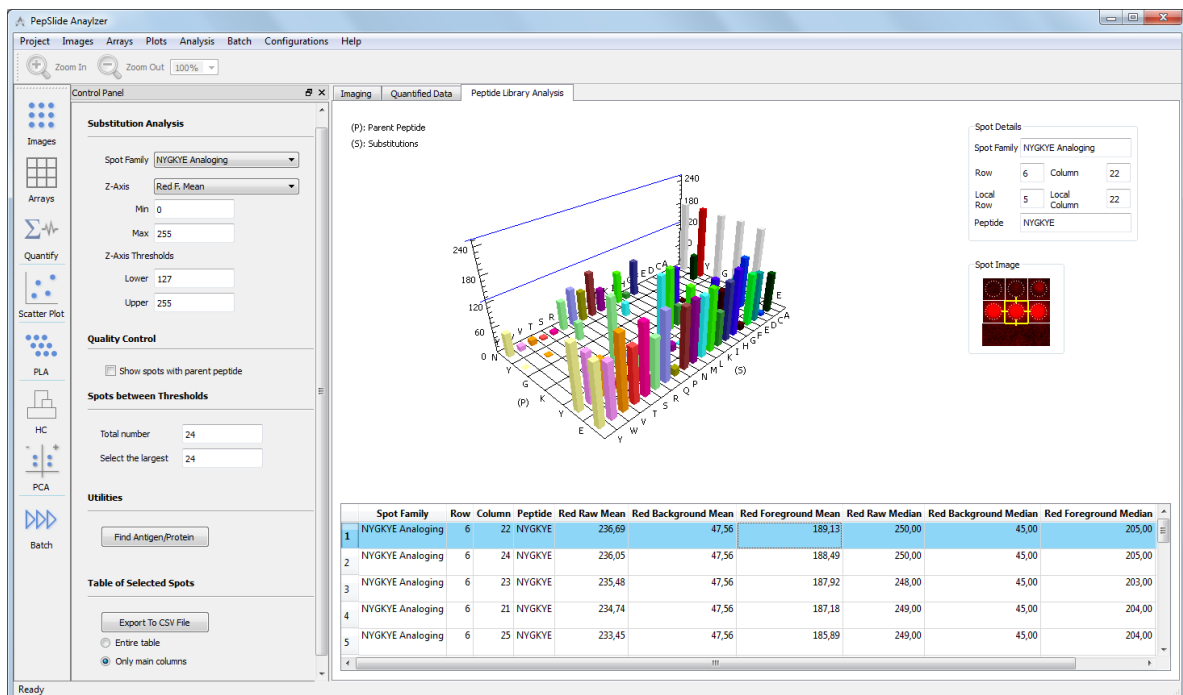 PepSlide Anaylzer
Project Images Arrays Plots Analysis Batch Configurations Help
Zoom In Zoom Out 100%
Images
Arrays
Quantify
Scatter Plot
PLA
HC
PCA
Batch
Control Panel
Substitution Analysis
Spot Family NYGKYE Analoging
Z-Axis Red F. Mean
Min 0
Max 255
Z-Axis Thresholds
Lower 127
Upper 255
Quality Control
Show spots with parent peptide
Spots between Thresholds
Total number 24
Select the largest 24
Utilities
Find Antigen/Protein
Table of Selected Spots
Export To CSV File
Entire table
Only main columns
Imaging Quantified Data Peptide Library Analysis
(P): Parent Peptide
(S): Substitutions
240
180
240
180
120
60
0
N
Y
G
K
Y
E
(P)
Y W V T S R Q P N M L K I H G F E D C A
(S)
Spot Details
Spot Family NYGKYE Analoging
Row 6 Column 22
Local Row 5 Local Column 22
Peptide NYGKYE
Spot Image
Spot Family Row Column Peptide Red Raw Mean Red Background Mean Red Foreground Mean Red Raw Median Red Background Median Red Foreground Median
1 NYGKYE Analoging 6 22 NYGKYE 236,69 47,56 189,13 250,00 45,00 205,00
2 NYGKYE Analoging 6 24 NYGKYE 236,05 47,56 188,49 250,00 45,00 205,00
3 NYGKYE Analoging 6 23 NYGKYE 235,48 47,56 187,92 248,00 45,00 203,00
4 NYGKYE Analoging 6 21 NYGKYE 234,74 47,56 187,18 249,00 45,00 204,00
5 NYGKYE Analoging 6 25 NYGKYE 233,45 47,56 185,89 249,00 45,00 204,00
Ready